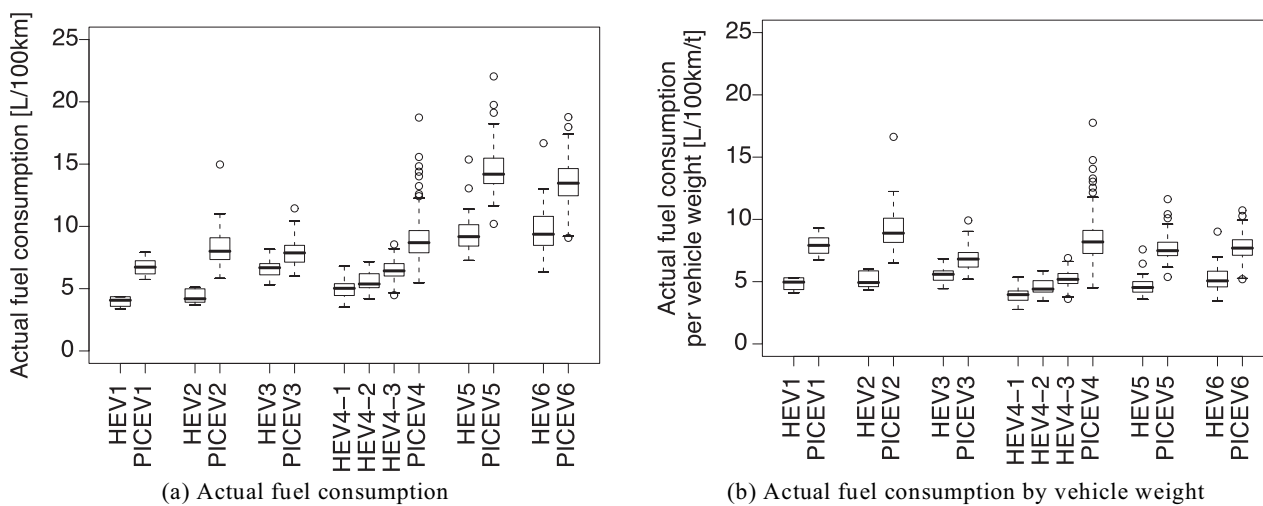 Actual fuel consumption [L/100km]
25
20
15
10
5
0
HEV1
PICEV1
HEV2
PICEV2
HEV3
PICEV3
HEV4−1
HEV4−2
HEV4−3
PICEV4
HEV5
PICEV5
HEV6
PICEV6
(a) Actual fuel consumption
Actual fuel consumption
per vehicle weight [L/100km/t]
25
20
15
10
5
0
HEV1
PICEV1
HEV2
PICEV2
HEV3
PICEV3
HEV4−1
HEV4−2
HEV4−3
PICEV4
HEV5
PICEV5
HEV6
PICEV6
(b) Actual fuel consumption by vehicle weight